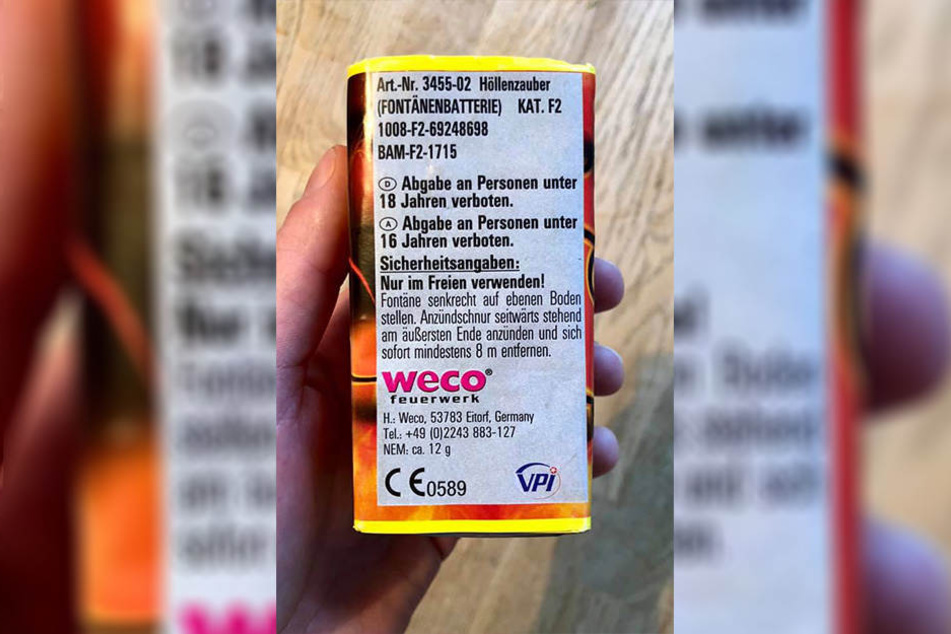 Art.-Nr. 3455-02 Höllenzauber
(FONTÄNENBATTERIE) KAT. F2
1008-F2-69248698
BAM-F2-1715
D Abgabe an Personen unter
18 Jahren verboten.
A Abgabe an Personen unter
16 Jahren verboten.
Sicherheitsangaben:
Nur im Freien verwenden!
Fontäne senkrecht auf ebenen Boden
stellen. Anzündschnur seitwärts stehend
am äußersten Ende anzünden und sich
sofort mindestens 8 m entfernen.
weco®
feuerwerk
H.: Weco, 53783 Eitorf, Germany
Tel.: +49 (0)2243 883-127
NEM: ca. 12 g
CE0589 VPi